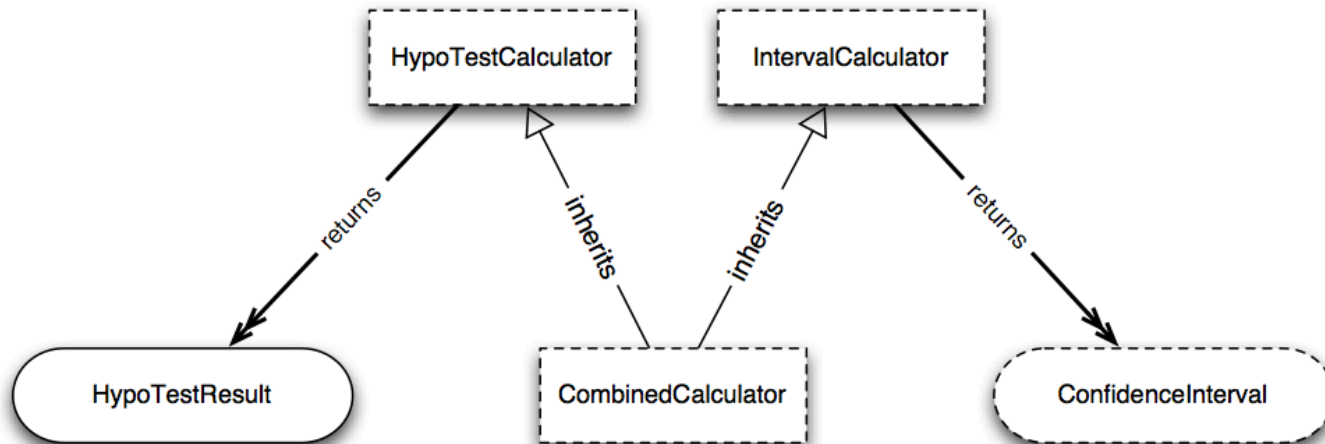 HypoTestCalculator
IntervalCalculator
returns
inherits
inherits
returns
HypoTestResult
CombinedCalculator
ConfidenceInterval